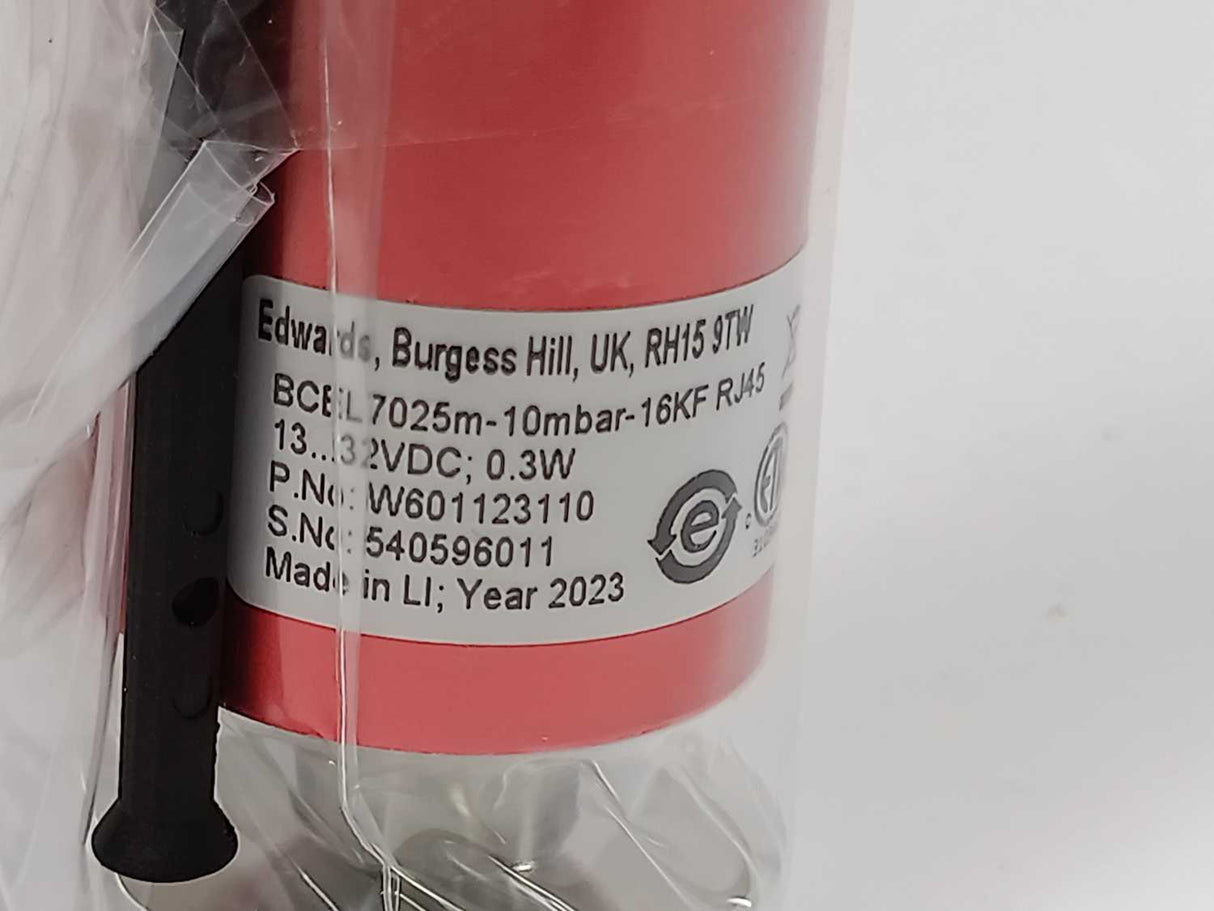 Edwards, Burgess Hill, UK, RH15 9TW
7025m-10mbar-16KF RJ45
13...32VDC; 0.3W
P.No: W601123110
S.No: 540596011
Made in LI; Year 2023
e